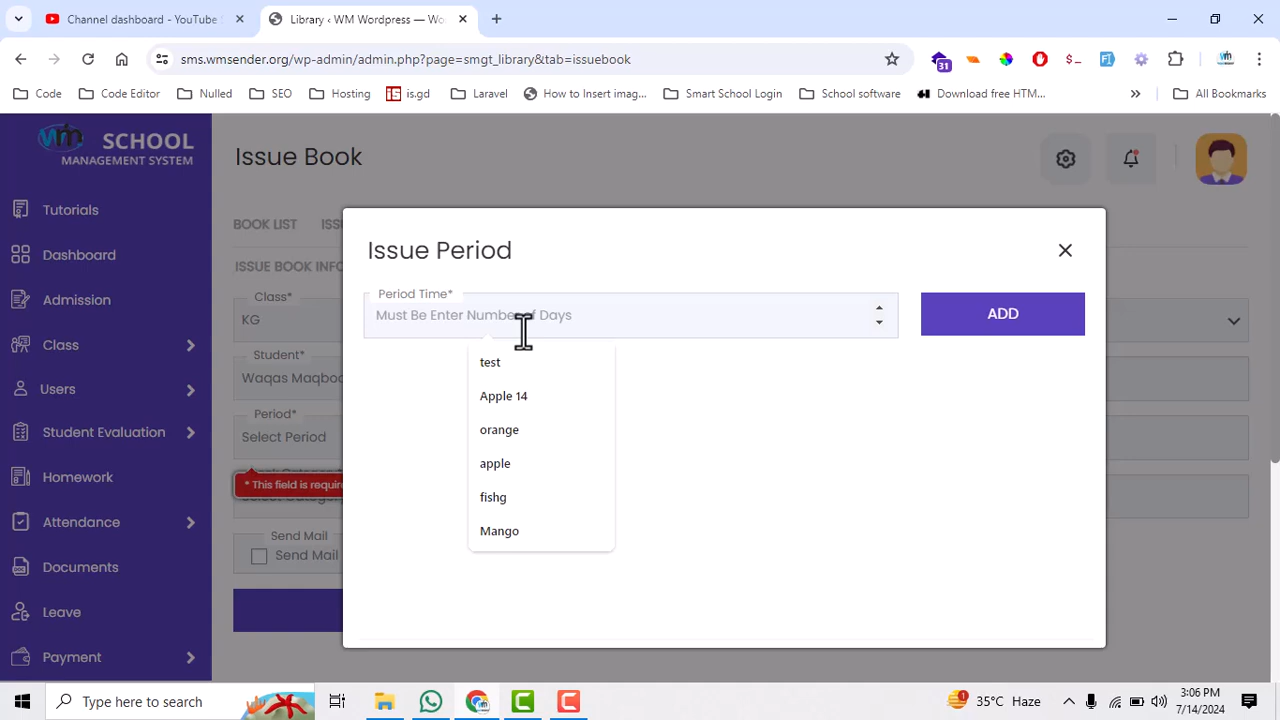 Channel dashboard - YouTube S
Library ‹ WM Wordpress — Wo
sms.wmsender.org/wp-admin/admin.php?page=smgt_library&tab=issuebook
31
Code
Code Editor
Nulled
SEO
Hosting
is.gd
Laravel
How to Insert imag...
Smart School Login
School software
Download free HTM...
All Bookmarks
wm SCHOOL
MANAGEMENT SYSTEM
Issue Book
Tutorials
Dashboard
Admission
Class
Users
Student Evaluation
Homework
Attendance
Documents
Leave
Payment
BOOK LIST ISS
ISSUE BOOK INFO
Class*
KG
Student*
Waqas Maqboo
Period*
Select Period
* This field is require
Send Mail
Send Mail
Issue Period
Period Time*
Must Be Enter Number of Days
ADD
test
Apple 14
orange
apple
fishg
Mango
Type here to search
1
35°C Haze
3:06 PM
7/14/2024